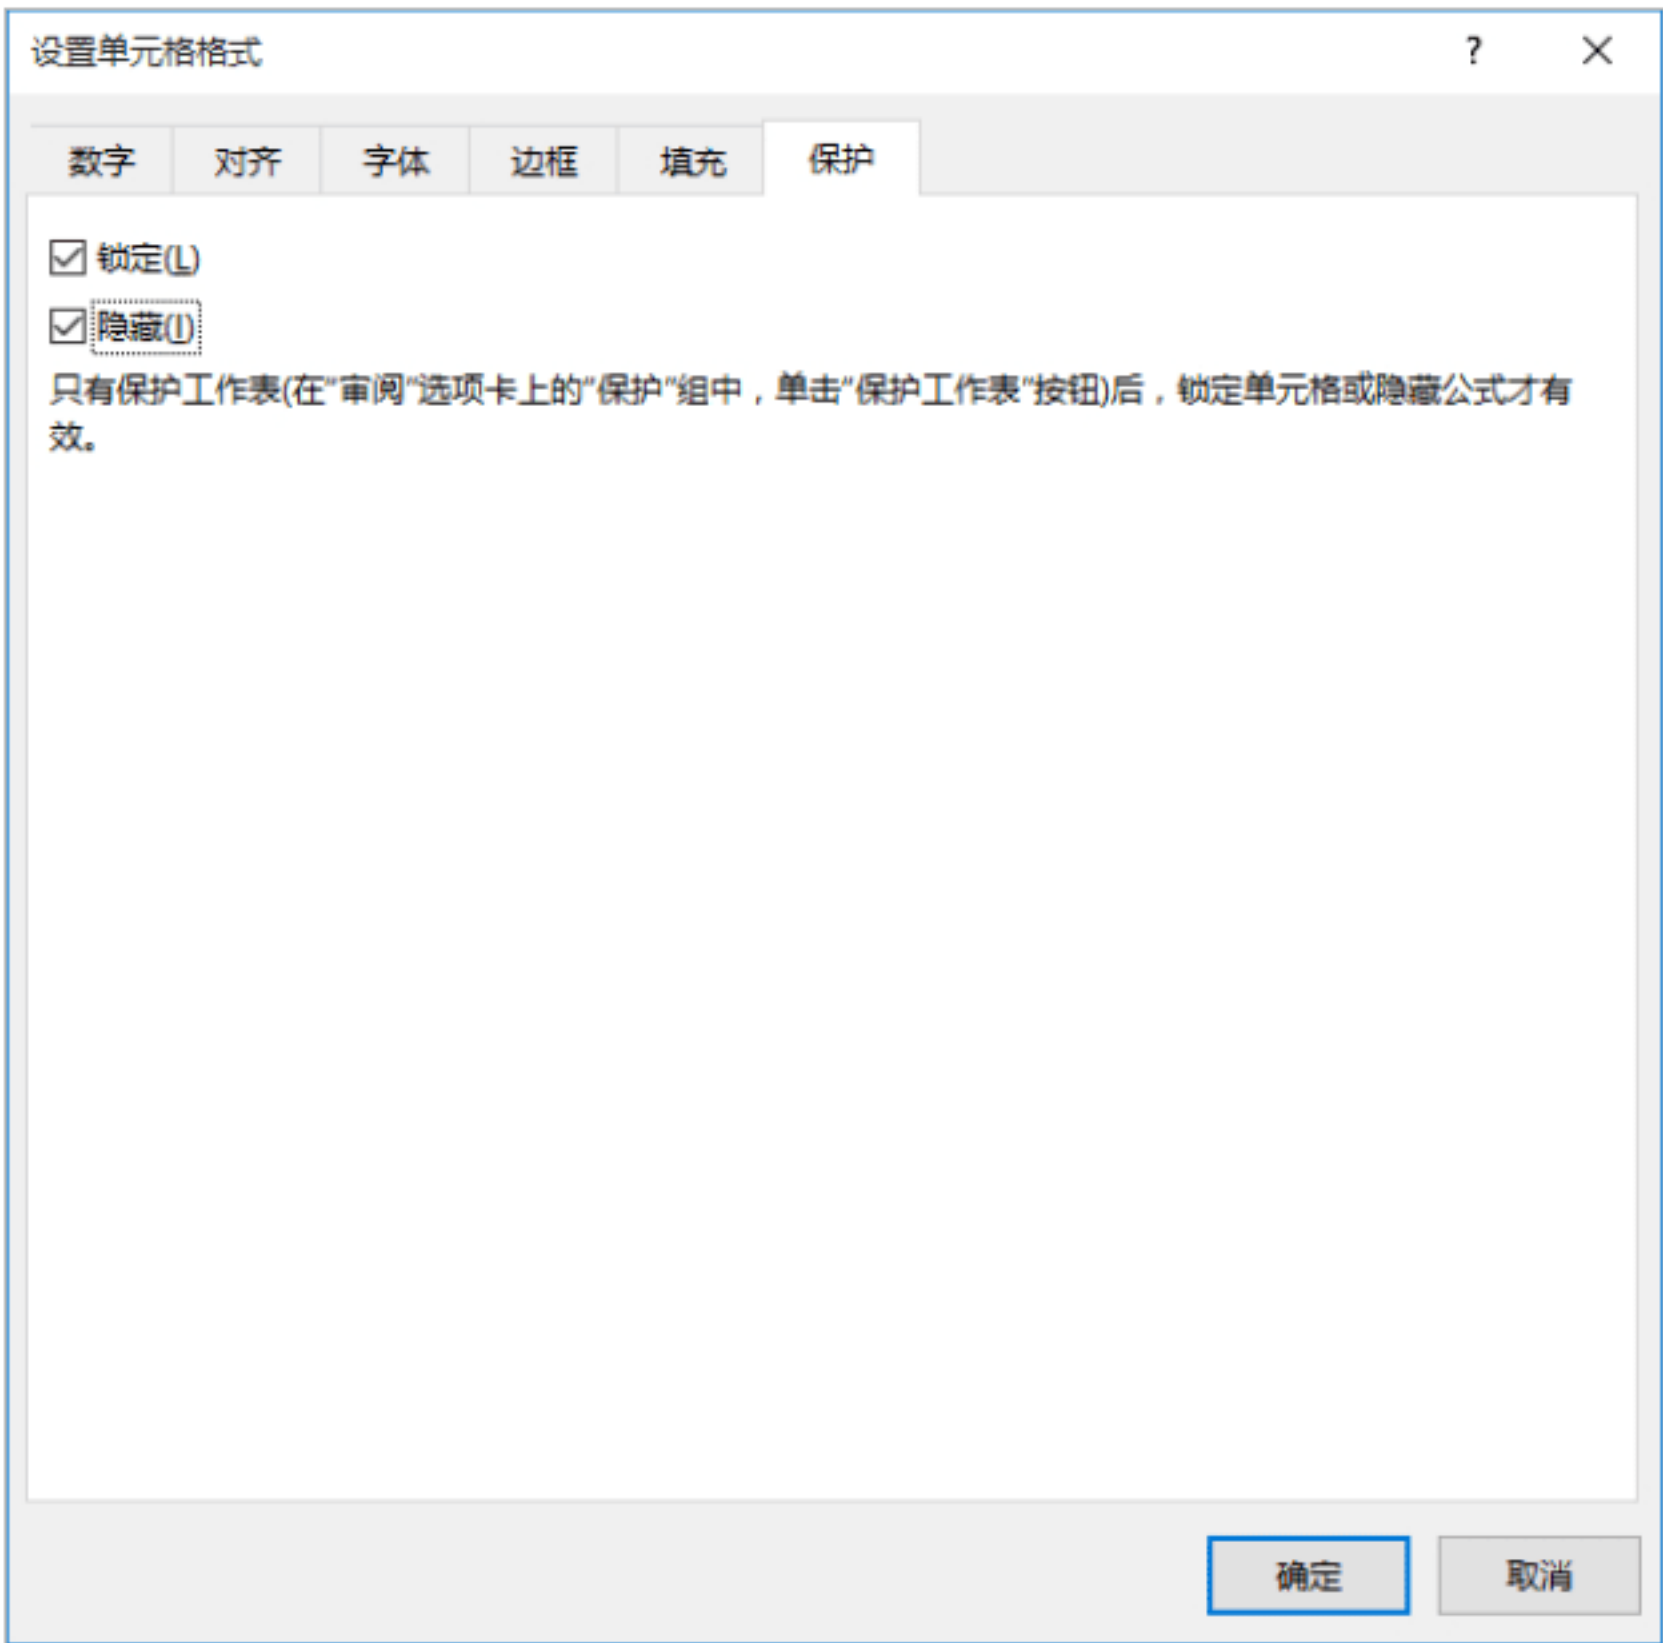 设置单元格格式
?
数字 对齐 字体 边框 填充 保护
锁定(L)
隐藏(I)
只有保护工作表(在"审阅"选项卡上的"保护"组中，单击"保护工作表"按钮)后，锁定单元格或隐藏公式才有
效。
确定 取消